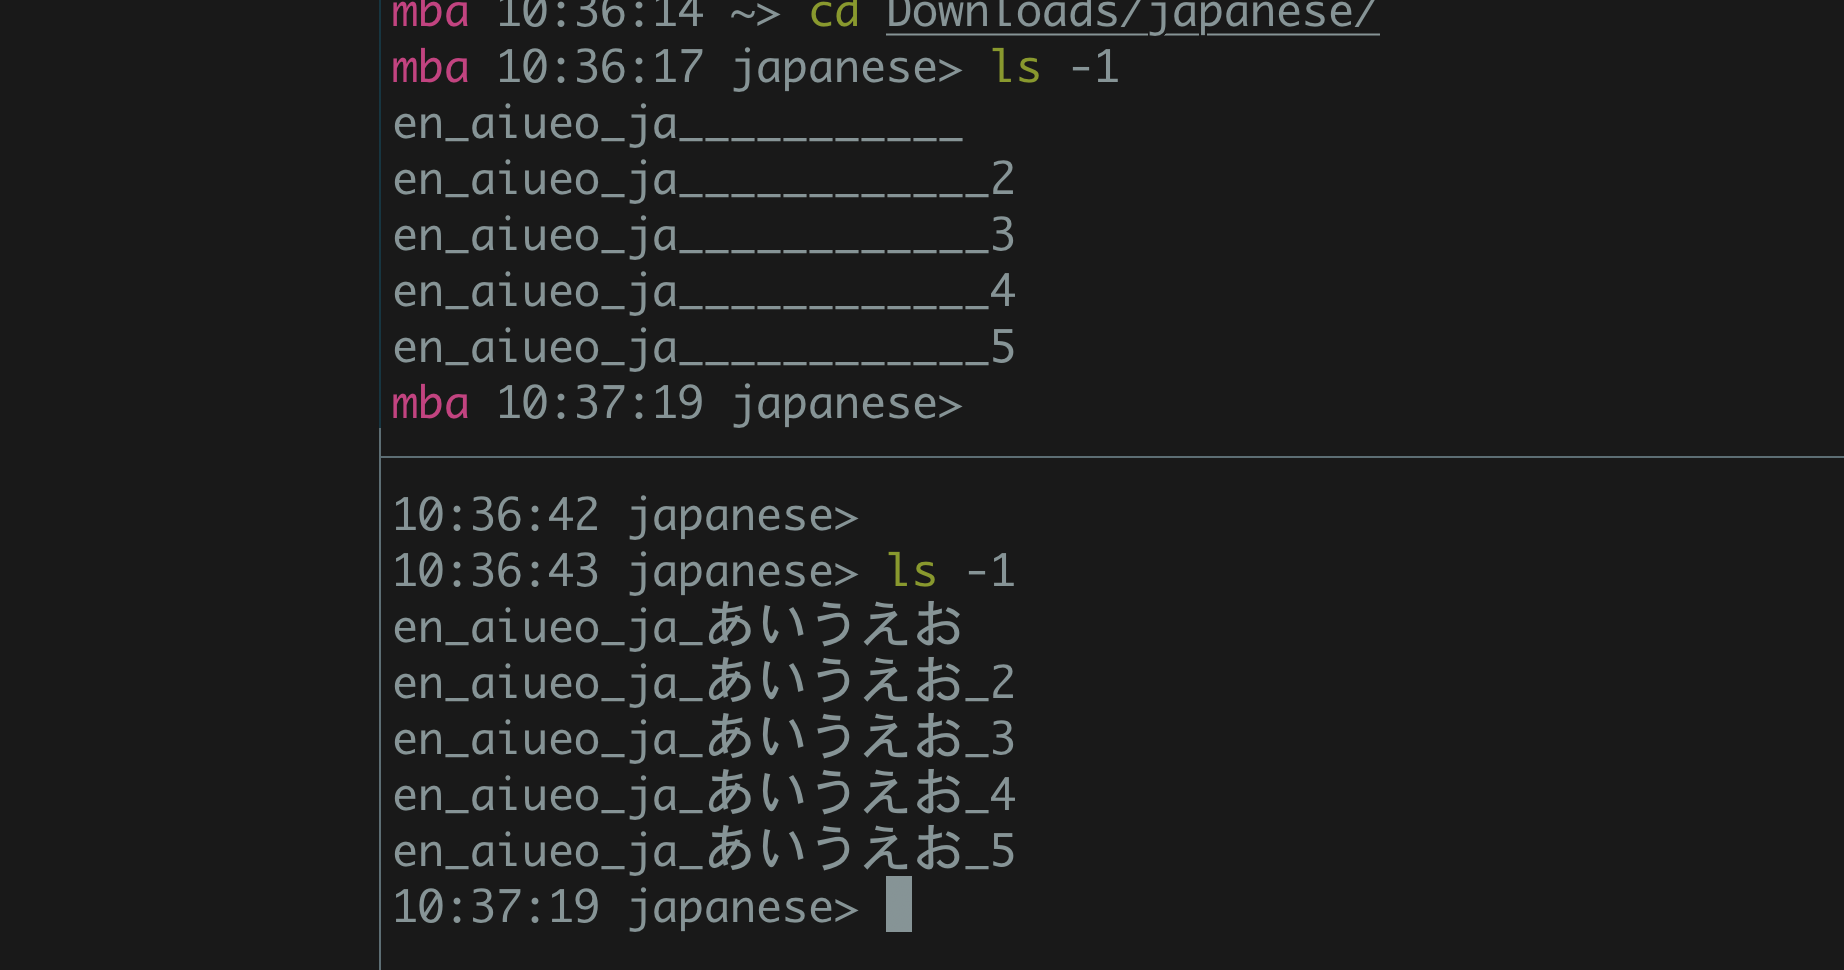 mba 10:36:14 ~> cd Downloads/japanese/
mba 10:36:17 japanese> ls -1
en_aiueo_ja___________
en_aiueo_ja____________2
en_aiueo_ja____________3
en_aiueo_ja____________4
en_aiueo_ja____________5
mba 10:37:19 japanese>
10:36:42 japanese>
10:36:43 japanese> ls -1
en_aiueo_ja_あいうえお
en_aiueo_ja_あいうえお_2
en_aiueo_ja_あいうえお_3
en_aiueo_ja_あいうえお_4
en_aiueo_ja_あいうえお_5
10:37:19 japanese>